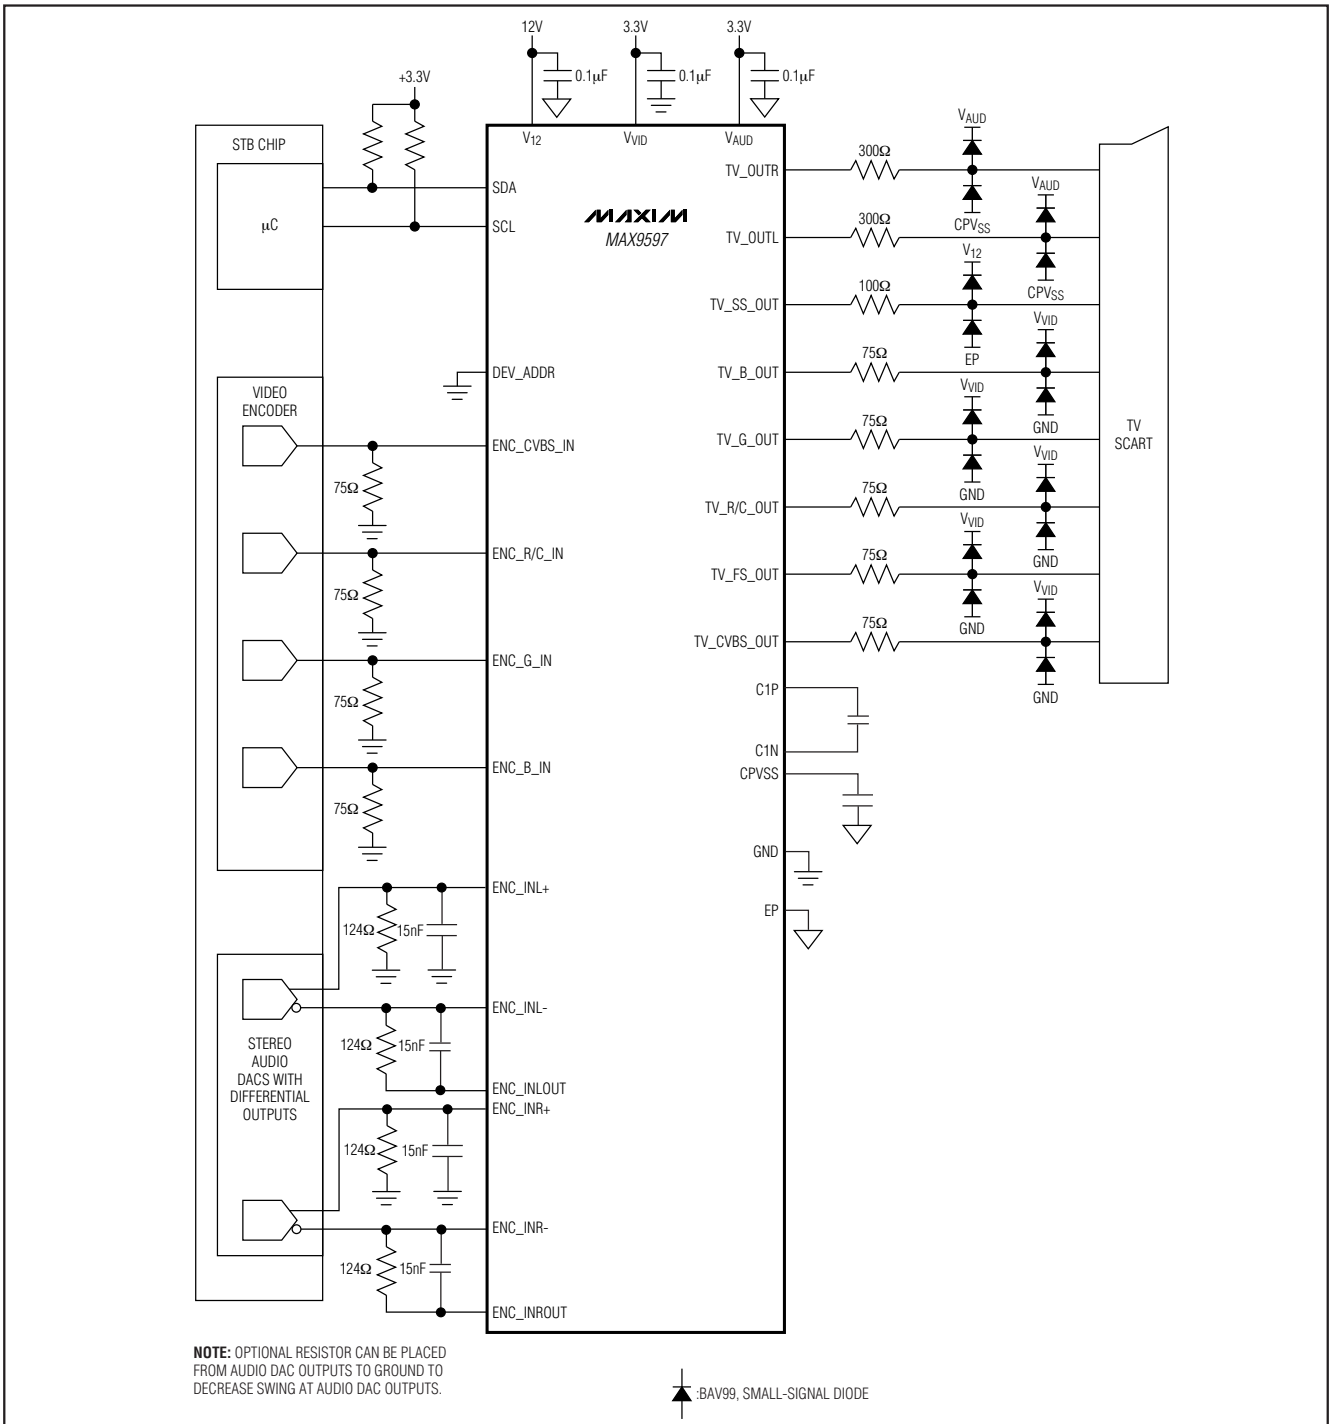 12V
3.3V
3.3V
0.1μF
0.1μF
0.1μF
+3.3V
STB CHIP
μC
V12
VVID
VAUD
SDA
SCL
MAXIM
MAX9597
DEV_ADDR
VIDEO
ENCODER
ENC_CVBS_IN
75Ω
ENC_R/C_IN
75Ω
ENC_G_IN
75Ω
ENC_B_IN
75Ω
ENC_INL+
124Ω
15nF
ENC_INL-
STEREO
AUDIO
DACS WITH
DIFFERENTIAL
OUTPUTS
124Ω
15nF
ENC_INLOUT
ENC_INR+
124Ω
15nF
ENC_INR-
124Ω
15nF
ENC_INROUT
TV_OUTR
300Ω
VAUD
CPVSS
TV_OUTL
300Ω
VAUD
CPVSS
TV_SS_OUT
100Ω
V12
EP
TV_B_OUT
75Ω
VVID
GND
TV_G_OUT
75Ω
VVID
GND
TV_R/C_OUT
75Ω
VVID
GND
TV_FS_OUT
75Ω
VVID
GND
TV_CVBS_OUT
75Ω
VVID
GND
TV
SCART
C1P
C1N
CPVSS
GND
EP
NOTE: OPTIONAL RESISTOR CAN BE PLACED
FROM AUDIO DAC OUTPUTS TO GROUND TO
DECREASE SWING AT AUDIO DAC OUTPUTS.
:BAV99, SMALL-SIGNAL DIODE